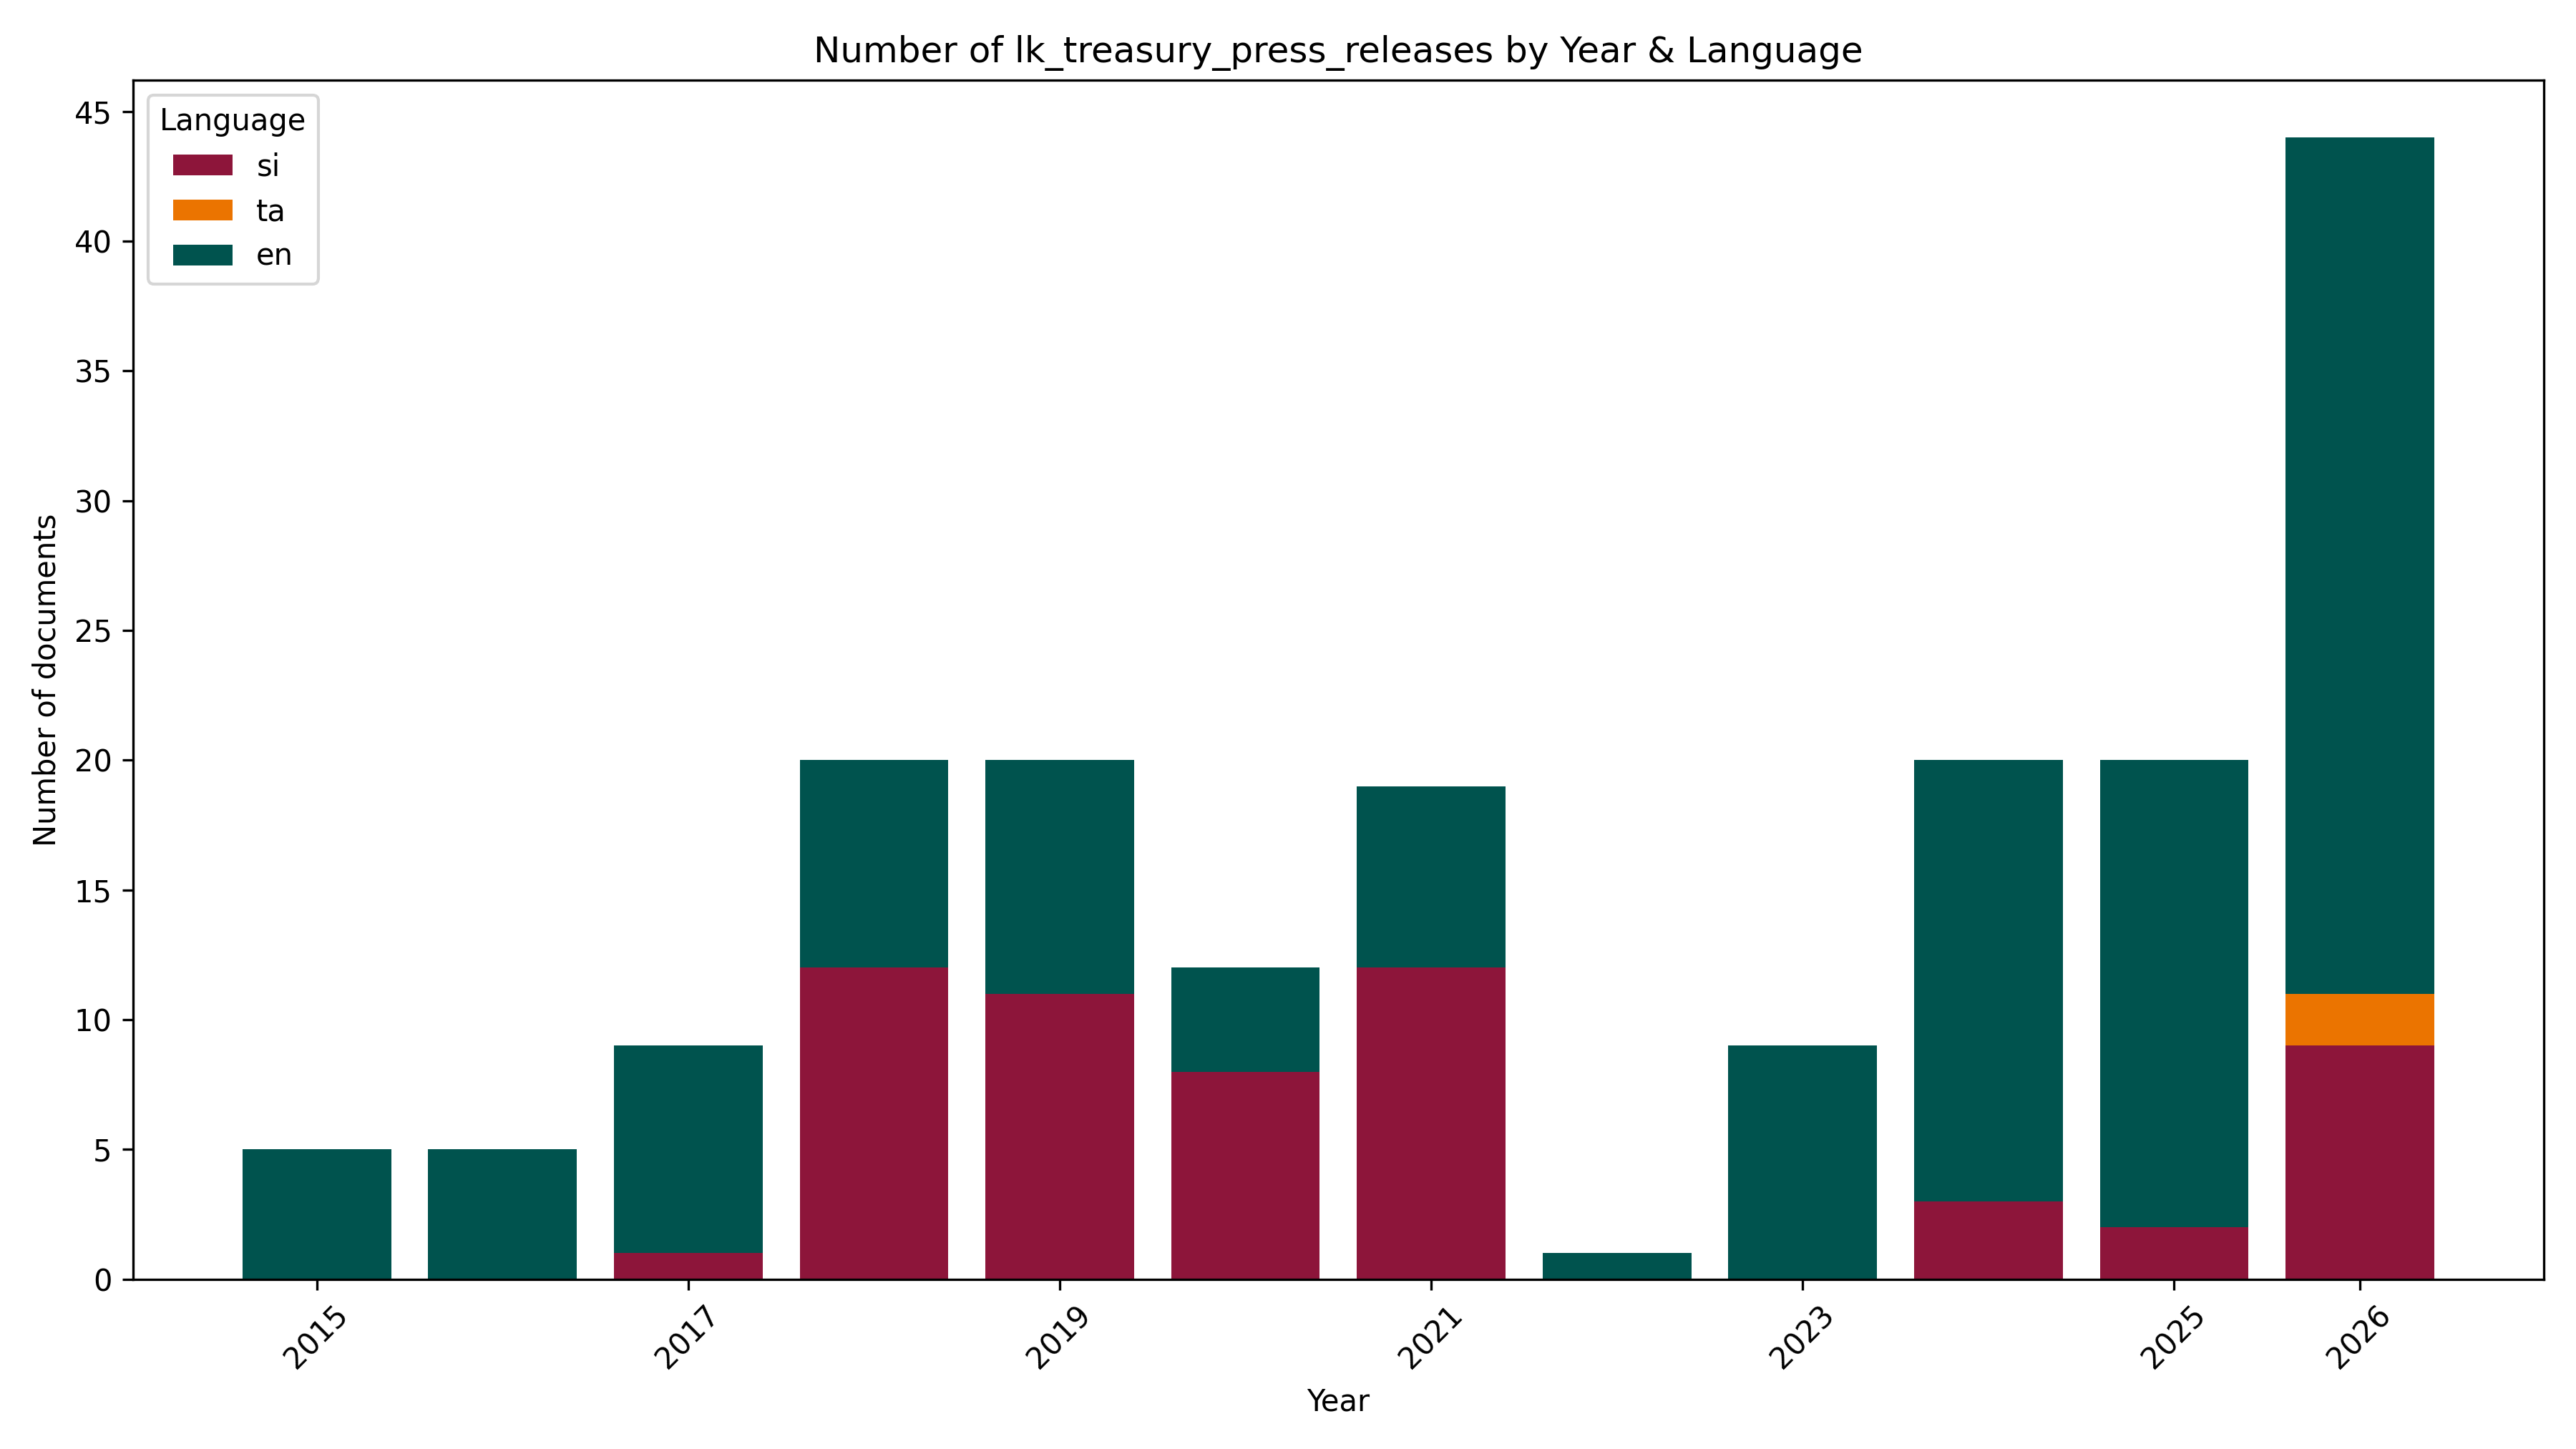 Number of lk_treasury_press_releases by Year & Language
Language
si
ta
en
45
40
35
30
25
20
15
10
5
0
Number of documents
2015
2017
2019
2021
2023
2025
2026
Year